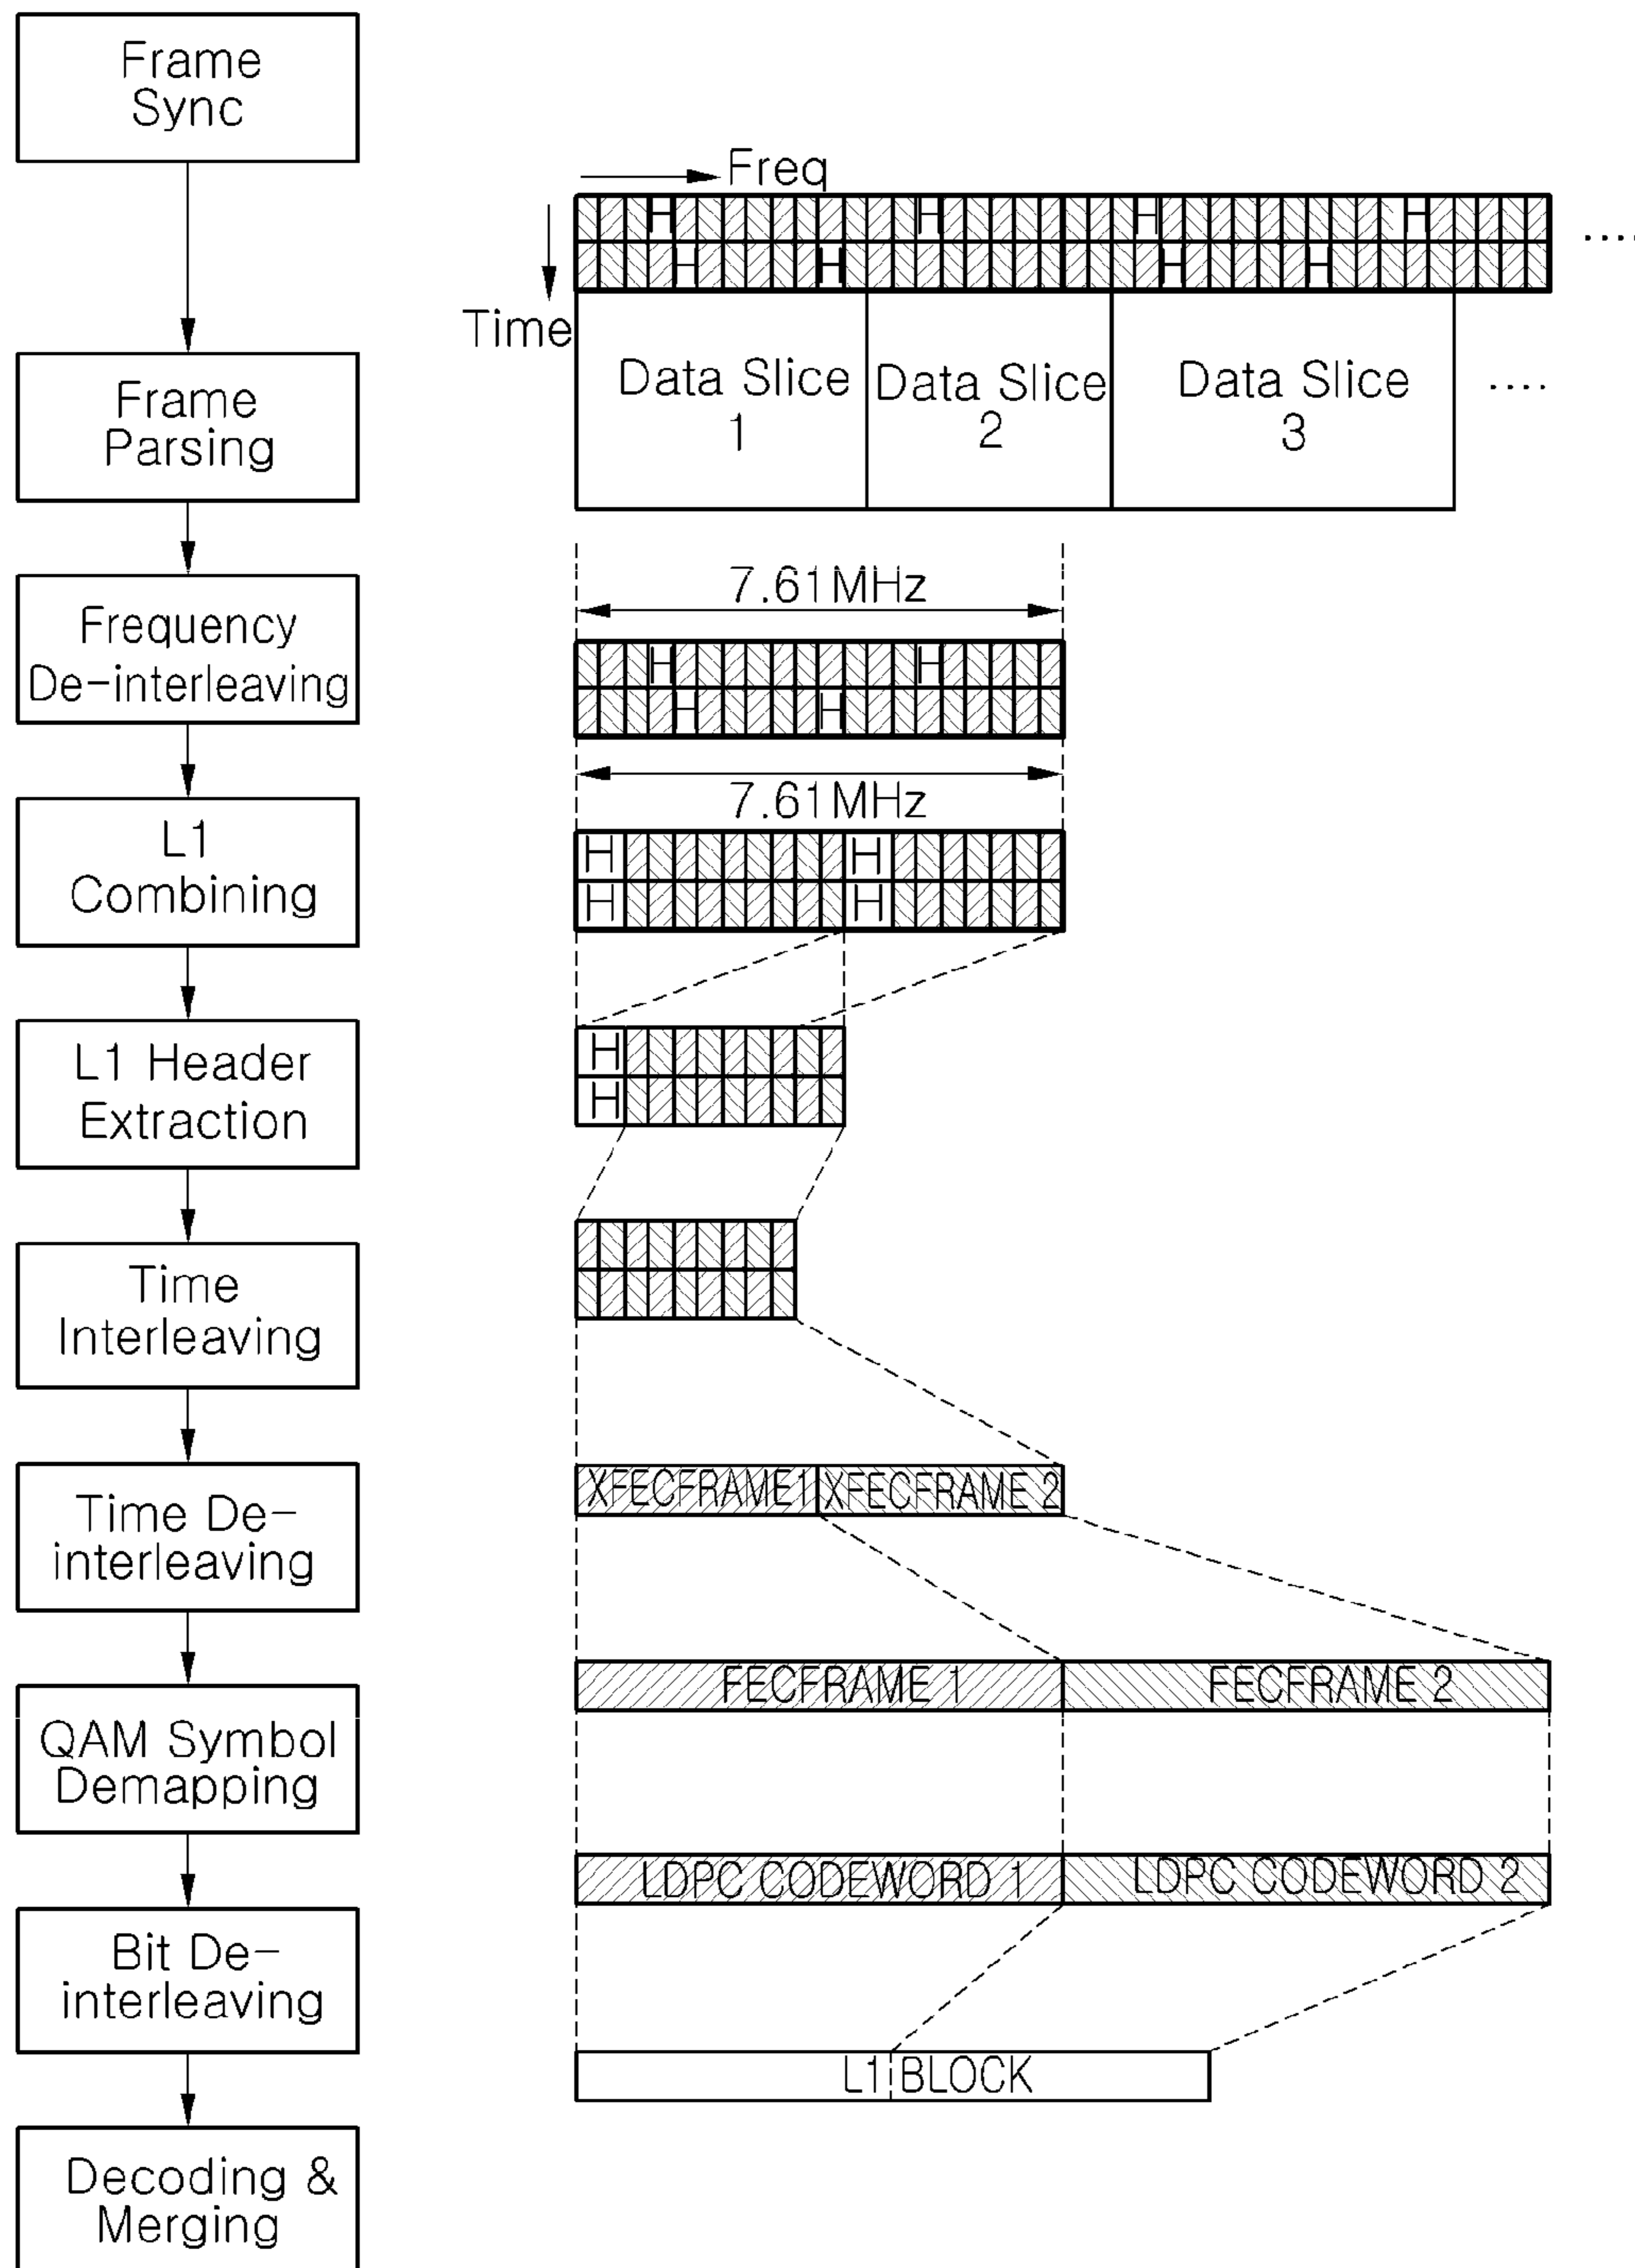 Frame
Sync
Freq
H H H H
H H H H
....
Time
Data Slice
1
Data Slice
2
Data Slice
3
....
Frame
Parsing
7.61MHz
Frequency
De-interleaving
H H
H H
7.61MHz
L1
Combining
H H
H H
L1 Header
Extraction
H
H
Time
Interleaving
XFECFRAME1
XFECFRAME 2
Time De-
interleaving
FECFRAME 1
FECFRAME 2
QAM Symbol
Demapping
LDPC CODEWORD 1
LDPC CODEWORD 2
Bit De-
interleaving
L1 BLOCK
Decoding &
Merging